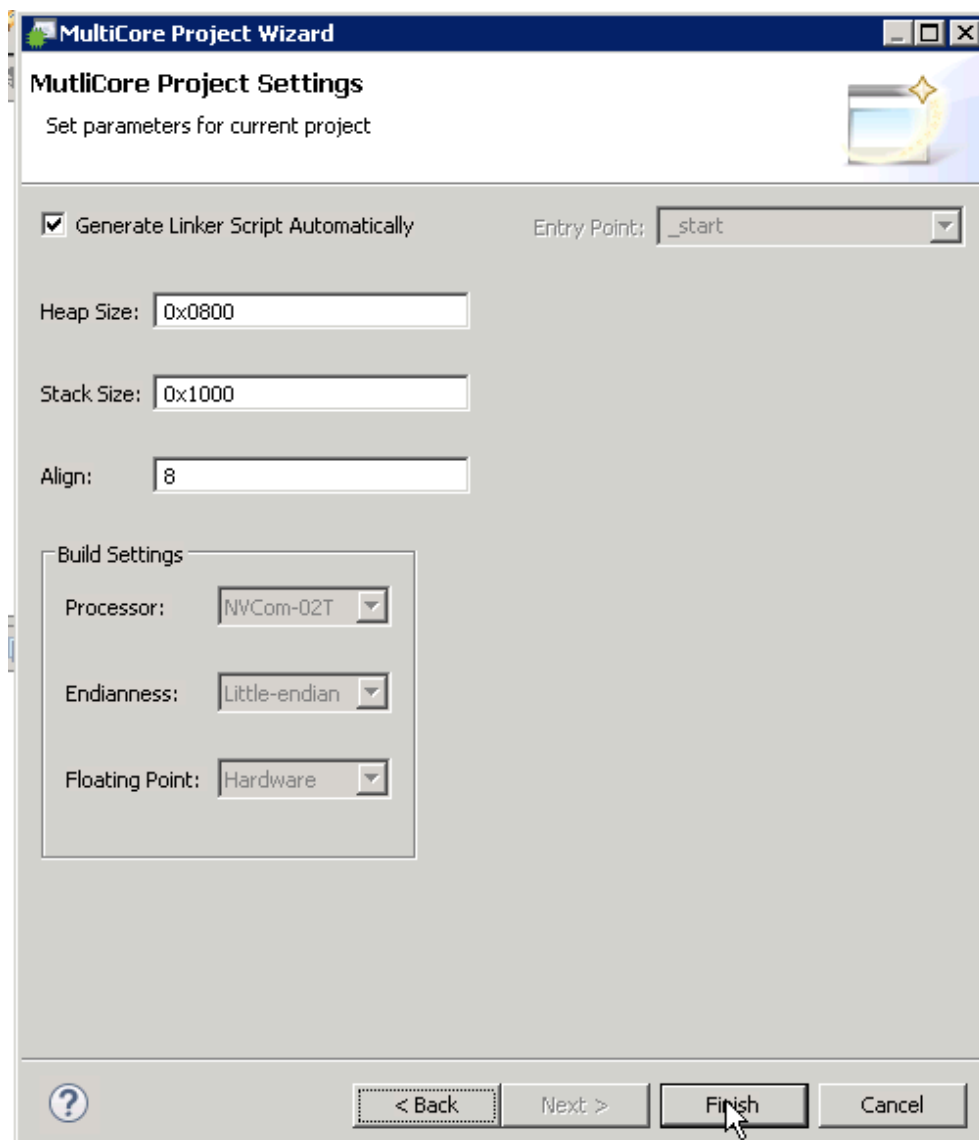 MultiCore Project Wizard
MutliCore Project Settings
Set parameters for current project
Generate Linker Script Automatically
Entry Point: _start
Heap Size: 0x0800
Stack Size: 0x1000
Align: 8
Build Settings
Processor: NVCom-02T
Endianness: Little-endian
Floating Point: Hardware
? < Back Next > Finish Cancel